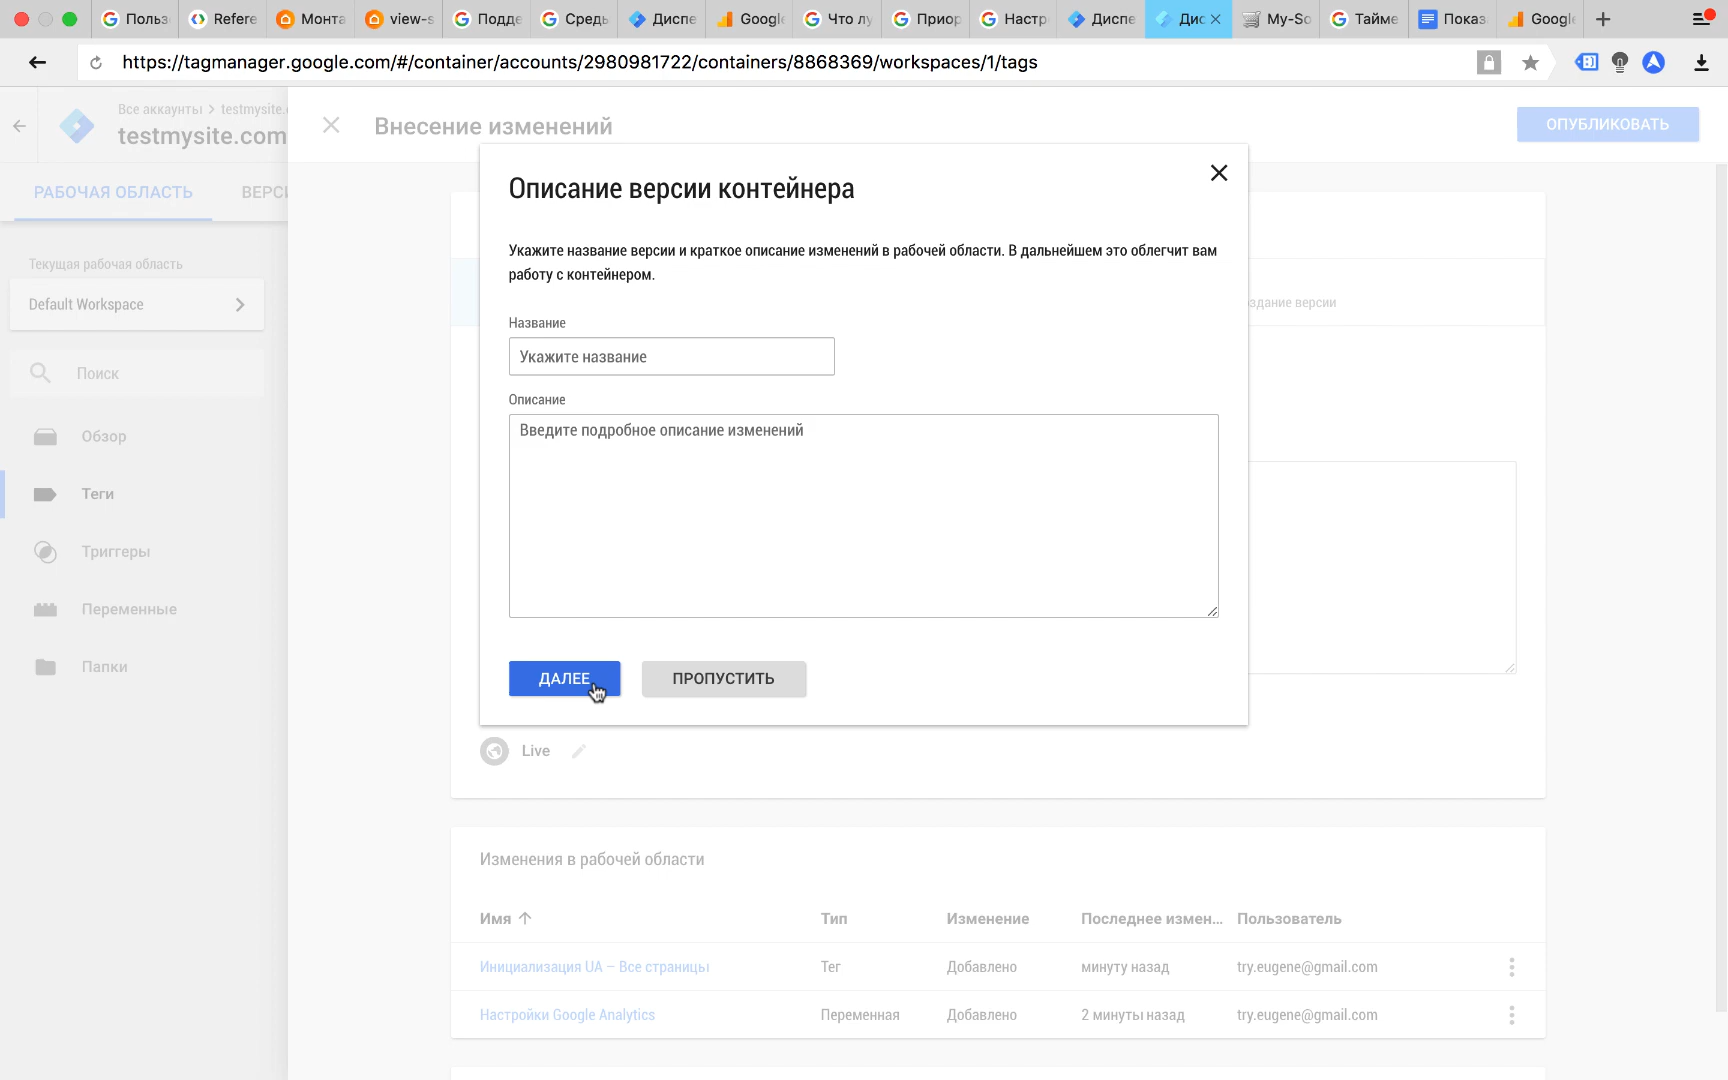 Польз
Refere
Монта
view-s
Подде
Средь
Диспе
Google
Что лу
Приор
Настр
Диспе
Дис
My-So
Тайме
Показ
Google
https://tagmanager.google.com/#/container/accounts/2980981722/containers/8868369/workspaces/1/tags
Все аккаунты > testmysite.c
testmysite.com
Внесение изменений
ОПУБЛИКОВАТЬ
РАБОЧАЯ ОБЛАСТЬ
ВЕРСИ
Текущая рабочая область
Default Workspace
Поиск
Обзор
Теги
Триггеры
Переменные
Папки
Описание версии контейнера
Укажите название версии и краткое описание изменений в рабочей области. В дальнейшем это облегчит вам
работу с контейнером.
здание версии
Название
Укажите название
Описание
Введите подробное описание изменений
ДАЛЕЕ
ПРОПУСТИТЬ
Live
Изменения в рабочей области
Имя
Тип
Изменение
Последнее измен...
Пользователь
Инициализация UA – Все страницы
Тег
Добавлено
минуту назад
try.eugene@gmail.com
Настройки Google Analytics
Переменная
Добавлено
2 минуты назад
try.eugene@gmail.com